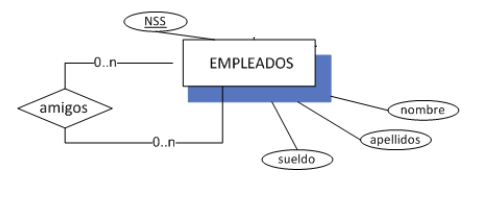 NSS
0..n
EMPLEADOS
amigos
nombre
0..n
apellidos
sueldo